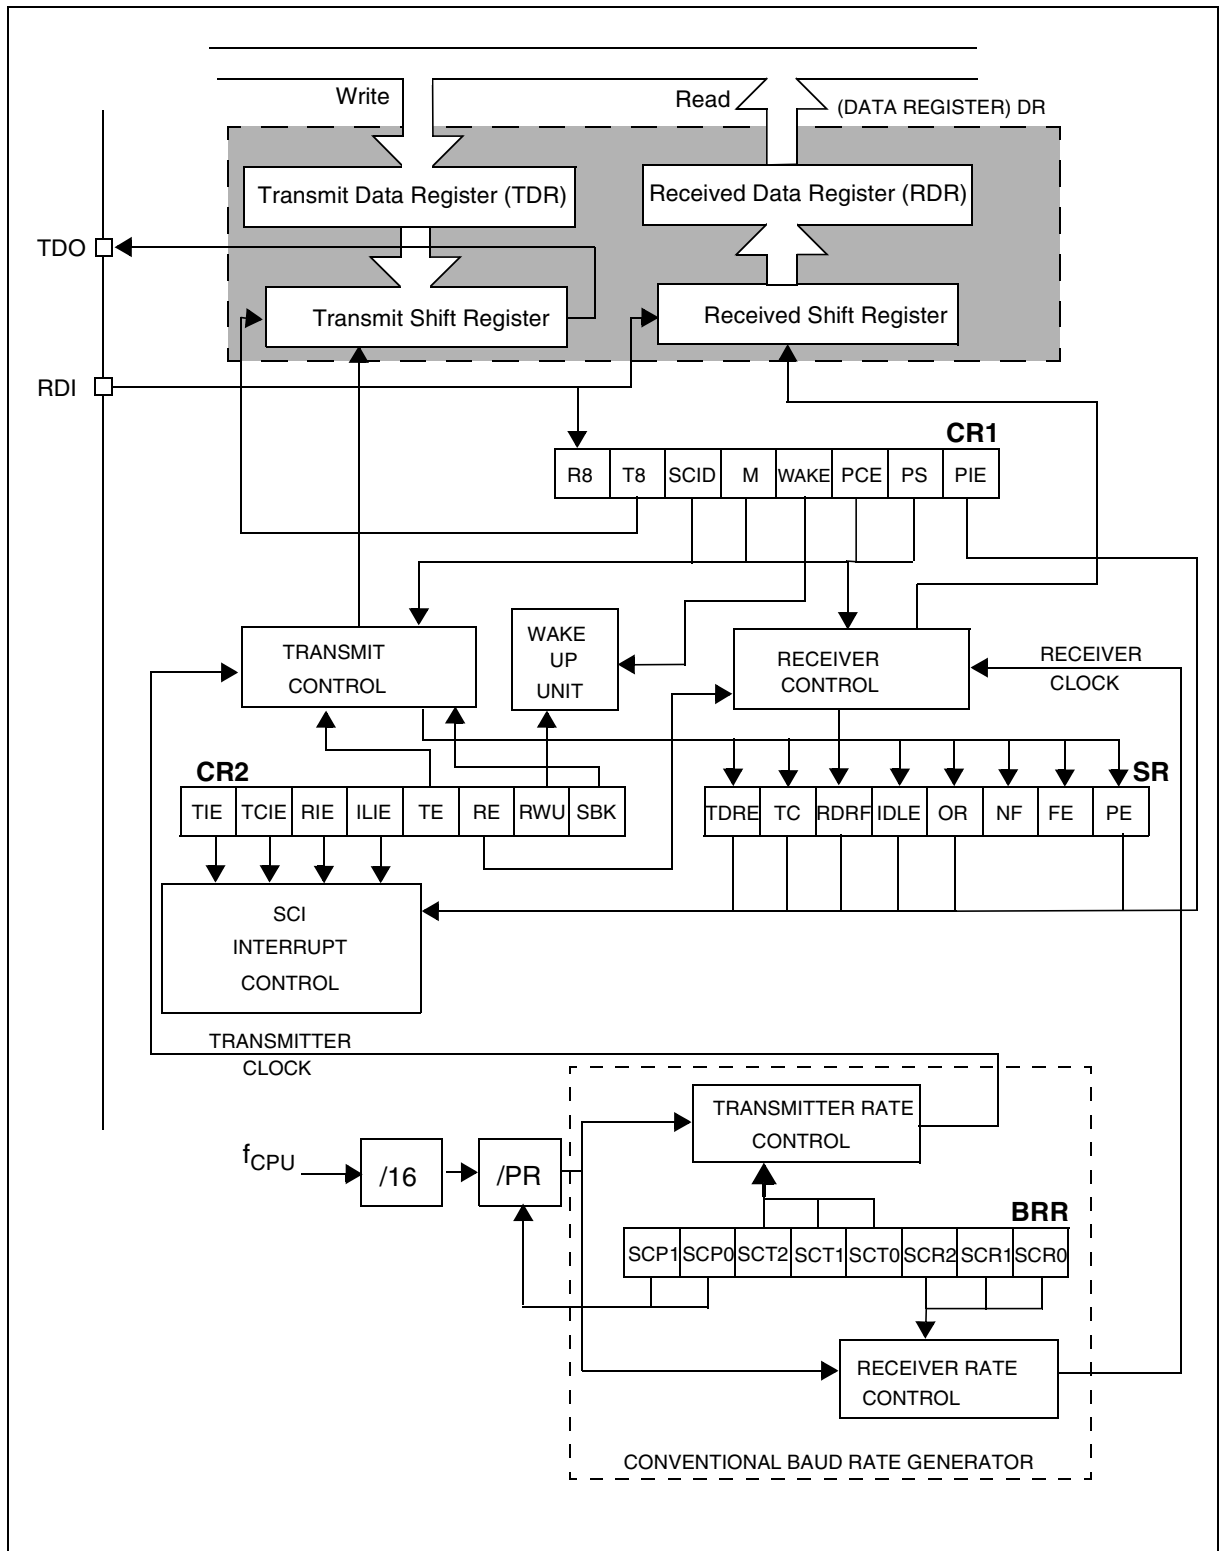 Write
Read
(DATA REGISTER) DR
Transmit Data Register (TDR)
Received Data Register (RDR)
TDO
Transmit Shift Register
Received Shift Register
RDI
CR1
R8 T8 SCID M WAKE PCE PS PIE
TRANSMIT
CONTROL
WAKE
UP
UNIT
RECEIVER
CONTROL
RECEIVER
CLOCK
CR2
TIE TCIE RIE ILIE TE RE RWU SBK
SR
TDRE TC RDRF IDLE OR NF FE PE
SCI
INTERRUPT
CONTROL
TRANSMITTER
CLOCK
TRANSMITTER RATE
CONTROL
fCPU
/16
/PR
BRR
SCP1 SCP0 SCT2 SCT1 SCT0 SCR2 SCR1 SCR0
RECEIVER RATE
CONTROL
CONVENTIONAL BAUD RATE GENERATOR